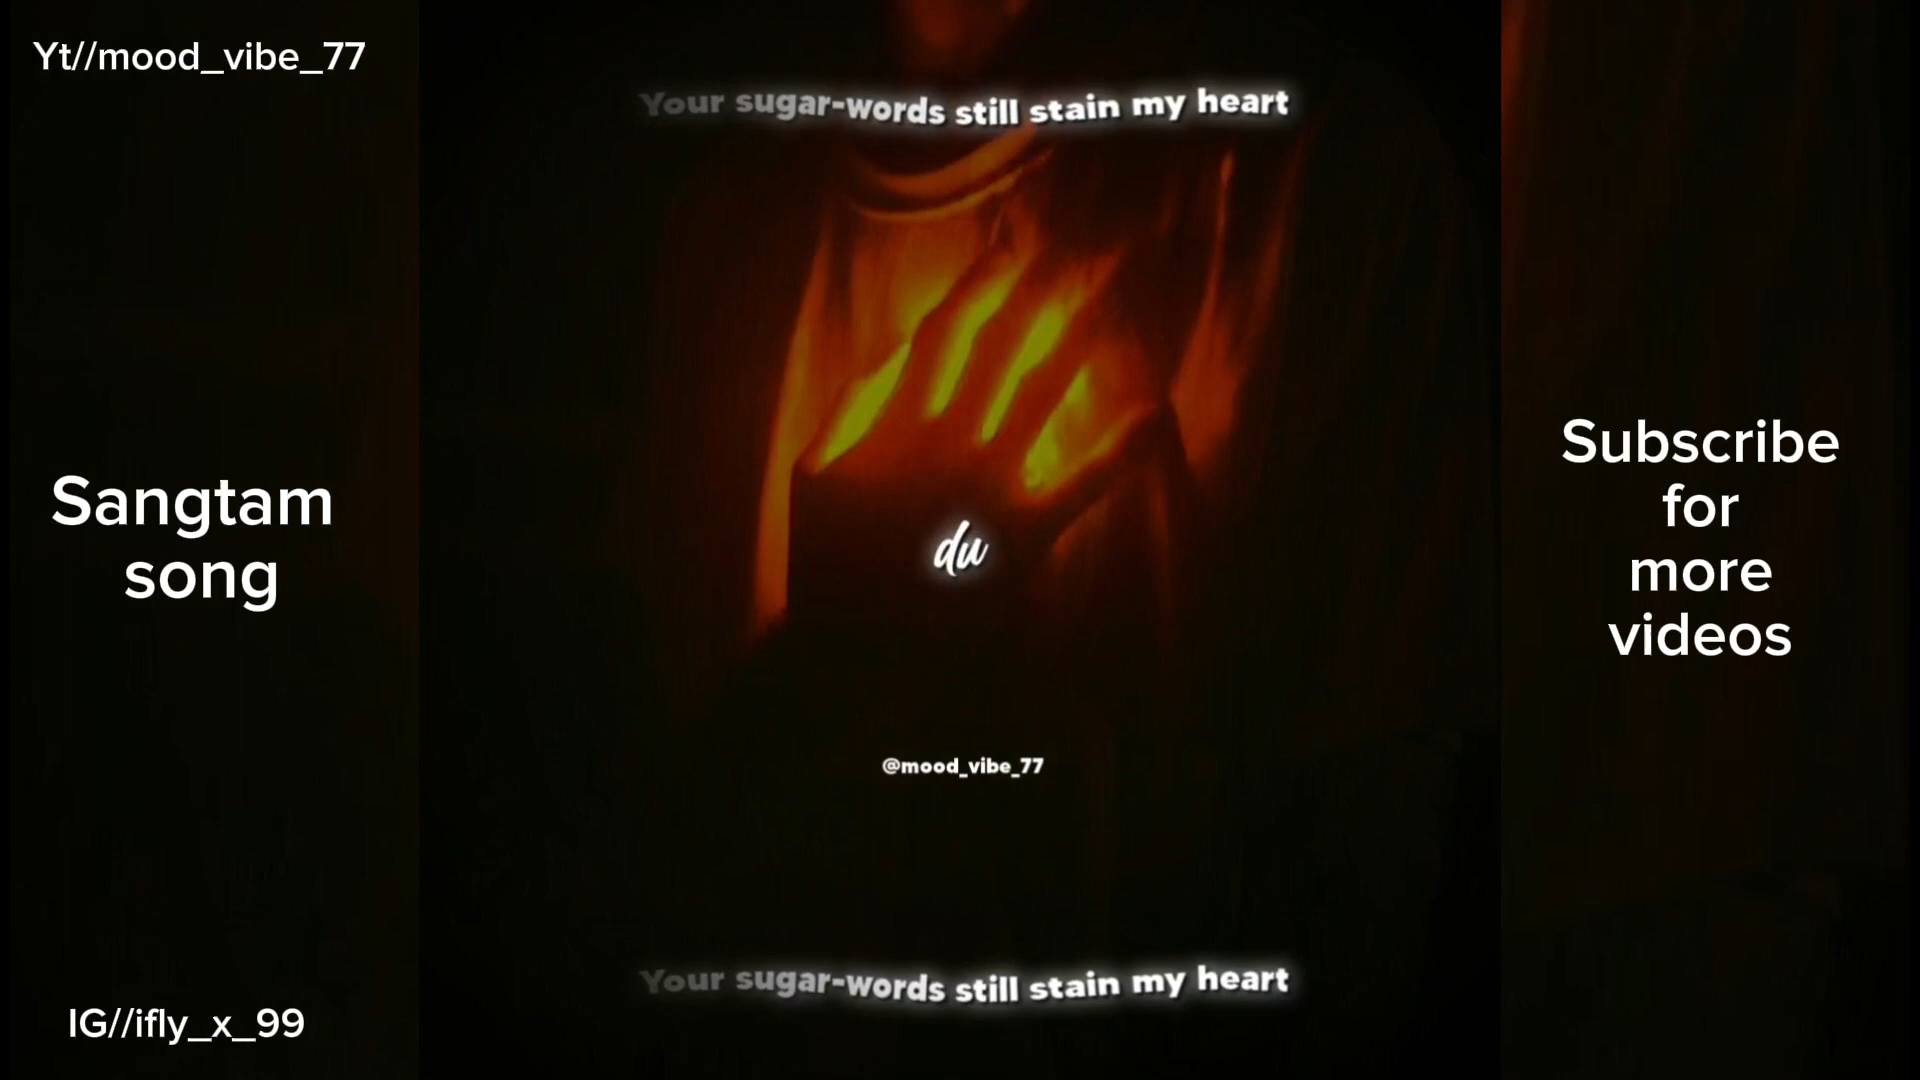 Yt//mood_vibe_77
Your sugar-words still stain my heart
Sangtam
song
du
Subscribe
for
more
videos
@mood_vibe_77
Your sugar-words still stain my heart
IG//ifly_x_99